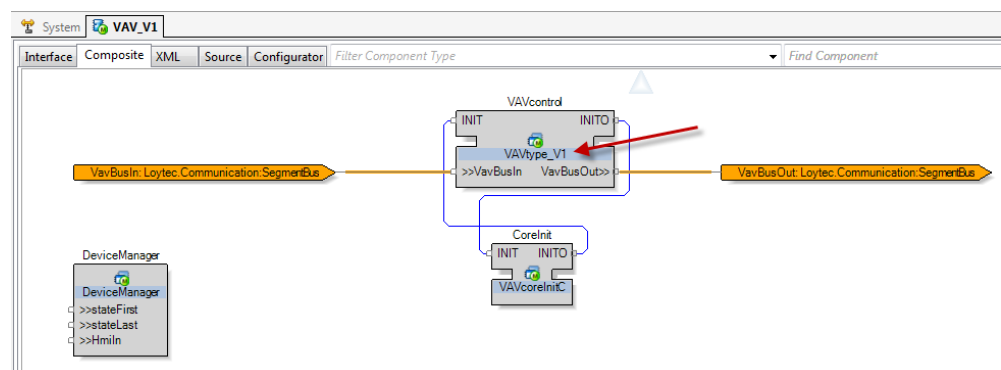 System VAV_V1
Interface Composite XML Source Configurator Filter Component Type Find Component
VAVcontrol
INIT INITO
VAVtype_V1
VavBusIn: Loytec.Communication:SegmentBus >>VavBusIn VavBusOut>> VavBusOut: Loytec.Communication:SegmentBus
CoreInit
INIT INITO
VAVcoreInitC
DeviceManager
DeviceManager
>>stateFirst
>>stateLast
>>HmiIn